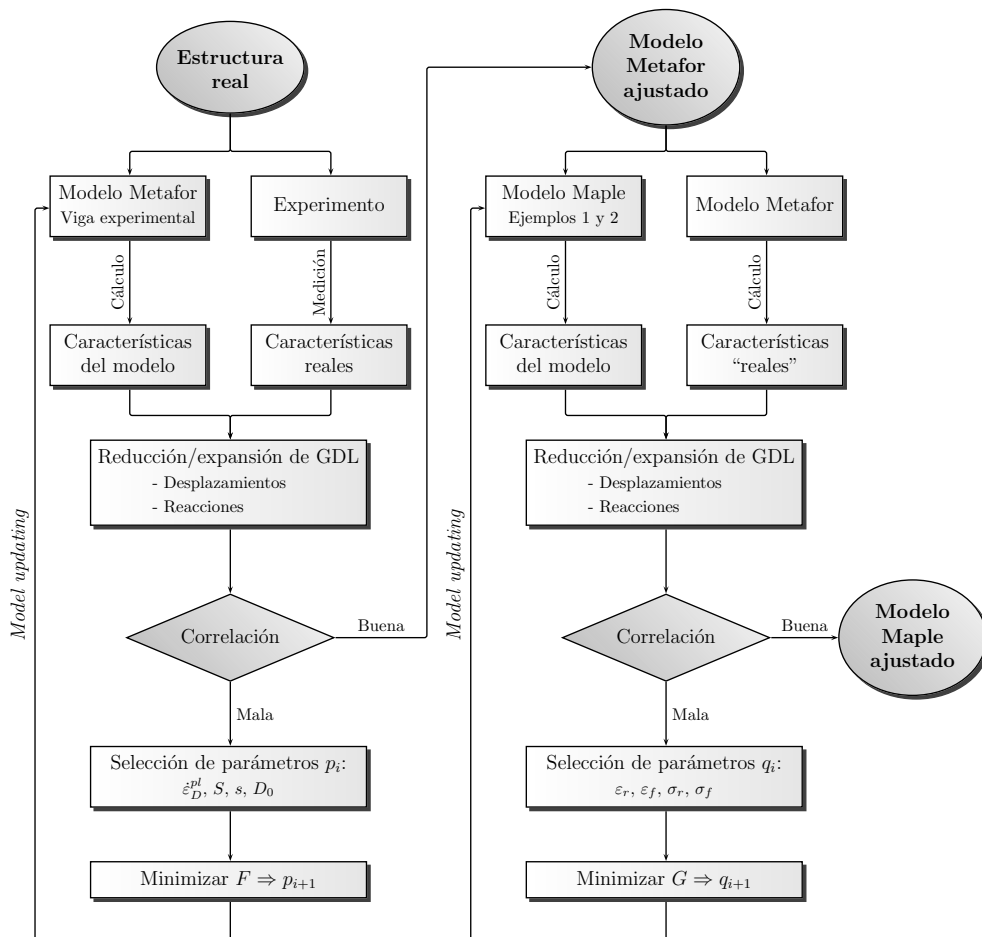 Estructura
real
Modelo Metafor
Viga experimental
Experimento
Cálculo
Medición
Características
del modelo
Características
reales
Reducción/expansión de GDL
- Desplazamientos
- Reacciones
Model updating
Correlación
Buena
Mala
Selección de parámetros p_i:
ε̇_D^{pl}, S, s, D_0
Minimizar F ⇒ p_{i+1}
Modelo
Metafor
ajustado
Modelo Maple
Ejemplos 1 y 2
Modelo Metafor
Cálculo
Cálculo
Características
del modelo
Características
“reales”
Reducción/expansión de GDL
- Desplazamientos
- Reacciones
Model updating
Correlación
Buena
Modelo
Maple
ajustado
Mala
Selección de parámetros q_i:
ε_r, ε_f, σ_r, σ_f
Minimizar G ⇒ q_{i+1}